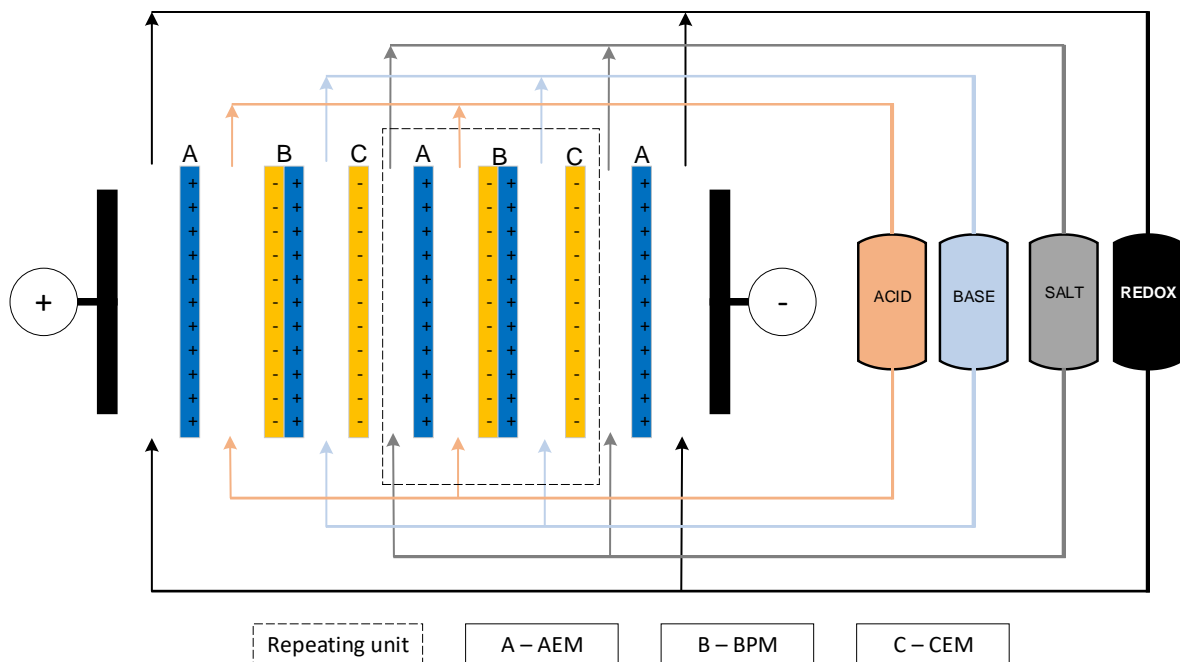 A B C A B C A
+ - + - + - + - +
+ - + - + - + - +
+ - + - + - + - +
+ - + - + - + - +
+ - + - + - + - +
+ - + - + - + - +
+ - + - + - + - +
+ - + - + - + - +
+ - + - + - + - +
+ - + - + - + - +
+ - + - + - + - +
+ -
ACID BASE SALT REDOX
Repeating unit A – AEM B – BPM C – CEM